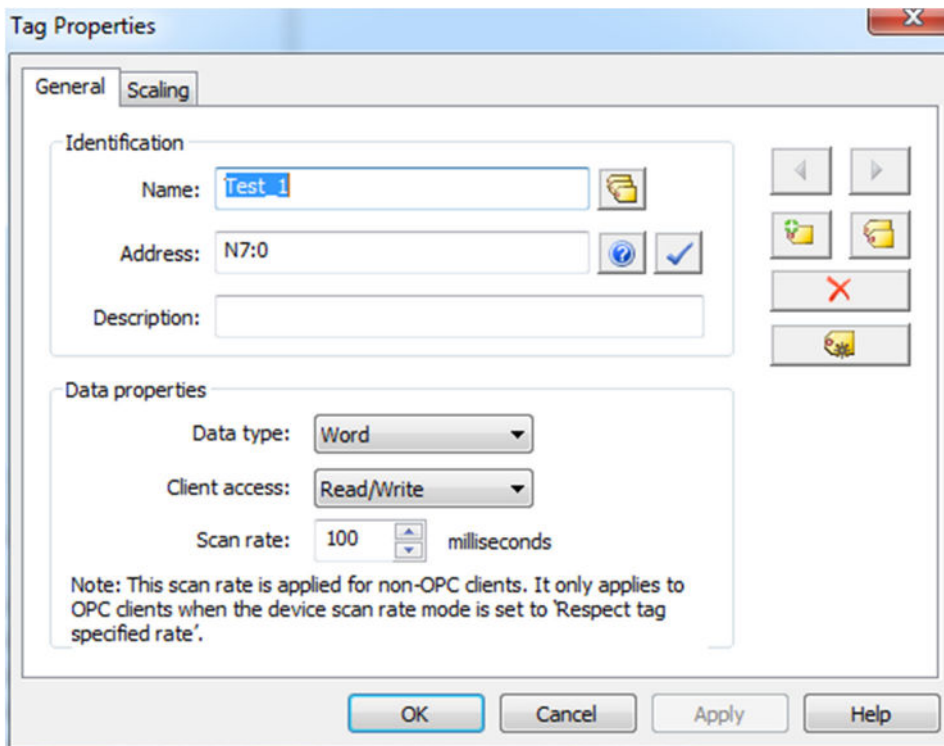 Tag Properties
General Scaling
Identification
Name: Test_1
Address: N7:0
Description:
Data properties
Data type: Word
Client access: Read/Write
Scan rate: 100 milliseconds
Note: This scan rate is applied for non-OPC clients. It only applies to
OPC clients when the device scan rate mode is set to 'Respect tag
specified rate'.
OK Cancel Apply Help